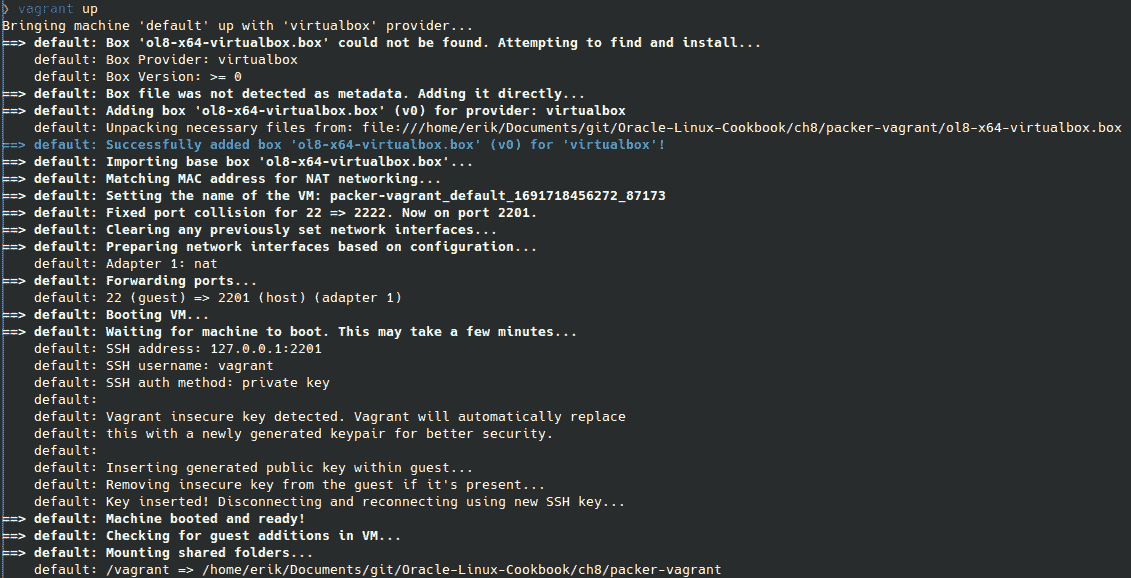 ❯ vagrant up
Bringing machine 'default' up with 'virtualbox' provider...
==> default: Box 'ol8-x64-virtualbox.box' could not be found. Attempting to find and install...
    default: Box Provider: virtualbox
    default: Box Version: >= 0
==> default: Box file was not detected as metadata. Adding it directly...
==> default: Adding box 'ol8-x64-virtualbox.box' (v0) for provider: virtualbox
    default: Unpacking necessary files from: file:///home/erik/Documents/git/Oracle-Linux-Cookbook/ch8/packer-vagrant/ol8-x64-virtualbox.box
==> default: Successfully added box 'ol8-x64-virtualbox.box' (v0) for 'virtualbox'!
==> default: Importing base box 'ol8-x64-virtualbox.box'...
==> default: Matching MAC address for NAT networking...
==> default: Setting the name of the VM: packer-vagrant_default_1691718456272_87173
==> default: Fixed port collision for 22 => 2222. Now on port 2201.
==> default: Clearing any previously set network interfaces...
==> default: Preparing network interfaces based on configuration...
    default: Adapter 1: nat
==> default: Forwarding ports...
    default: 22 (guest) => 2201 (host) (adapter 1)
==> default: Booting VM...
==> default: Waiting for machine to boot. This may take a few minutes...
    default: SSH address: 127.0.0.1:2201
    default: SSH username: vagrant
    default: SSH auth method: private key
    default:
    default: Vagrant insecure key detected. Vagrant will automatically replace
    default: this with a newly generated keypair for better security.
    default:
    default: Inserting generated public key within guest...
    default: Removing insecure key from the guest if it's present...
    default: Key inserted! Disconnecting and reconnecting using new SSH key...
==> default: Machine booted and ready!
==> default: Checking for guest additions in VM...
==> default: Mounting shared folders...
    default: /vagrant => /home/erik/Documents/git/Oracle-Linux-Cookbook/ch8/packer-vagrant